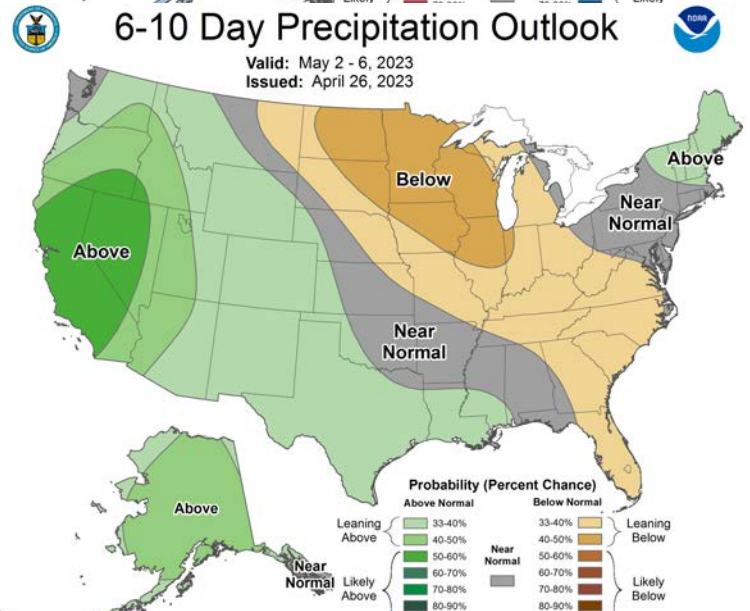 6-10 Day Precipitation Outlook
NOAA
Valid: May 2 - 6, 2023
Issued: April 26, 2023
Above
Below
Above
Near
Normal
Near
Normal
Above
Near
Normal
Probability (Percent Chance)
Above Normal
Below Normal
Leaning
Above
33-40%
40-50%
Likely
Above
50-60%
60-70%
70-80%
80-90%
Near
Normal
33-40%
40-50%
Leaning
Below
50-60%
60-70%
70-80%
80-90%
Likely
Below